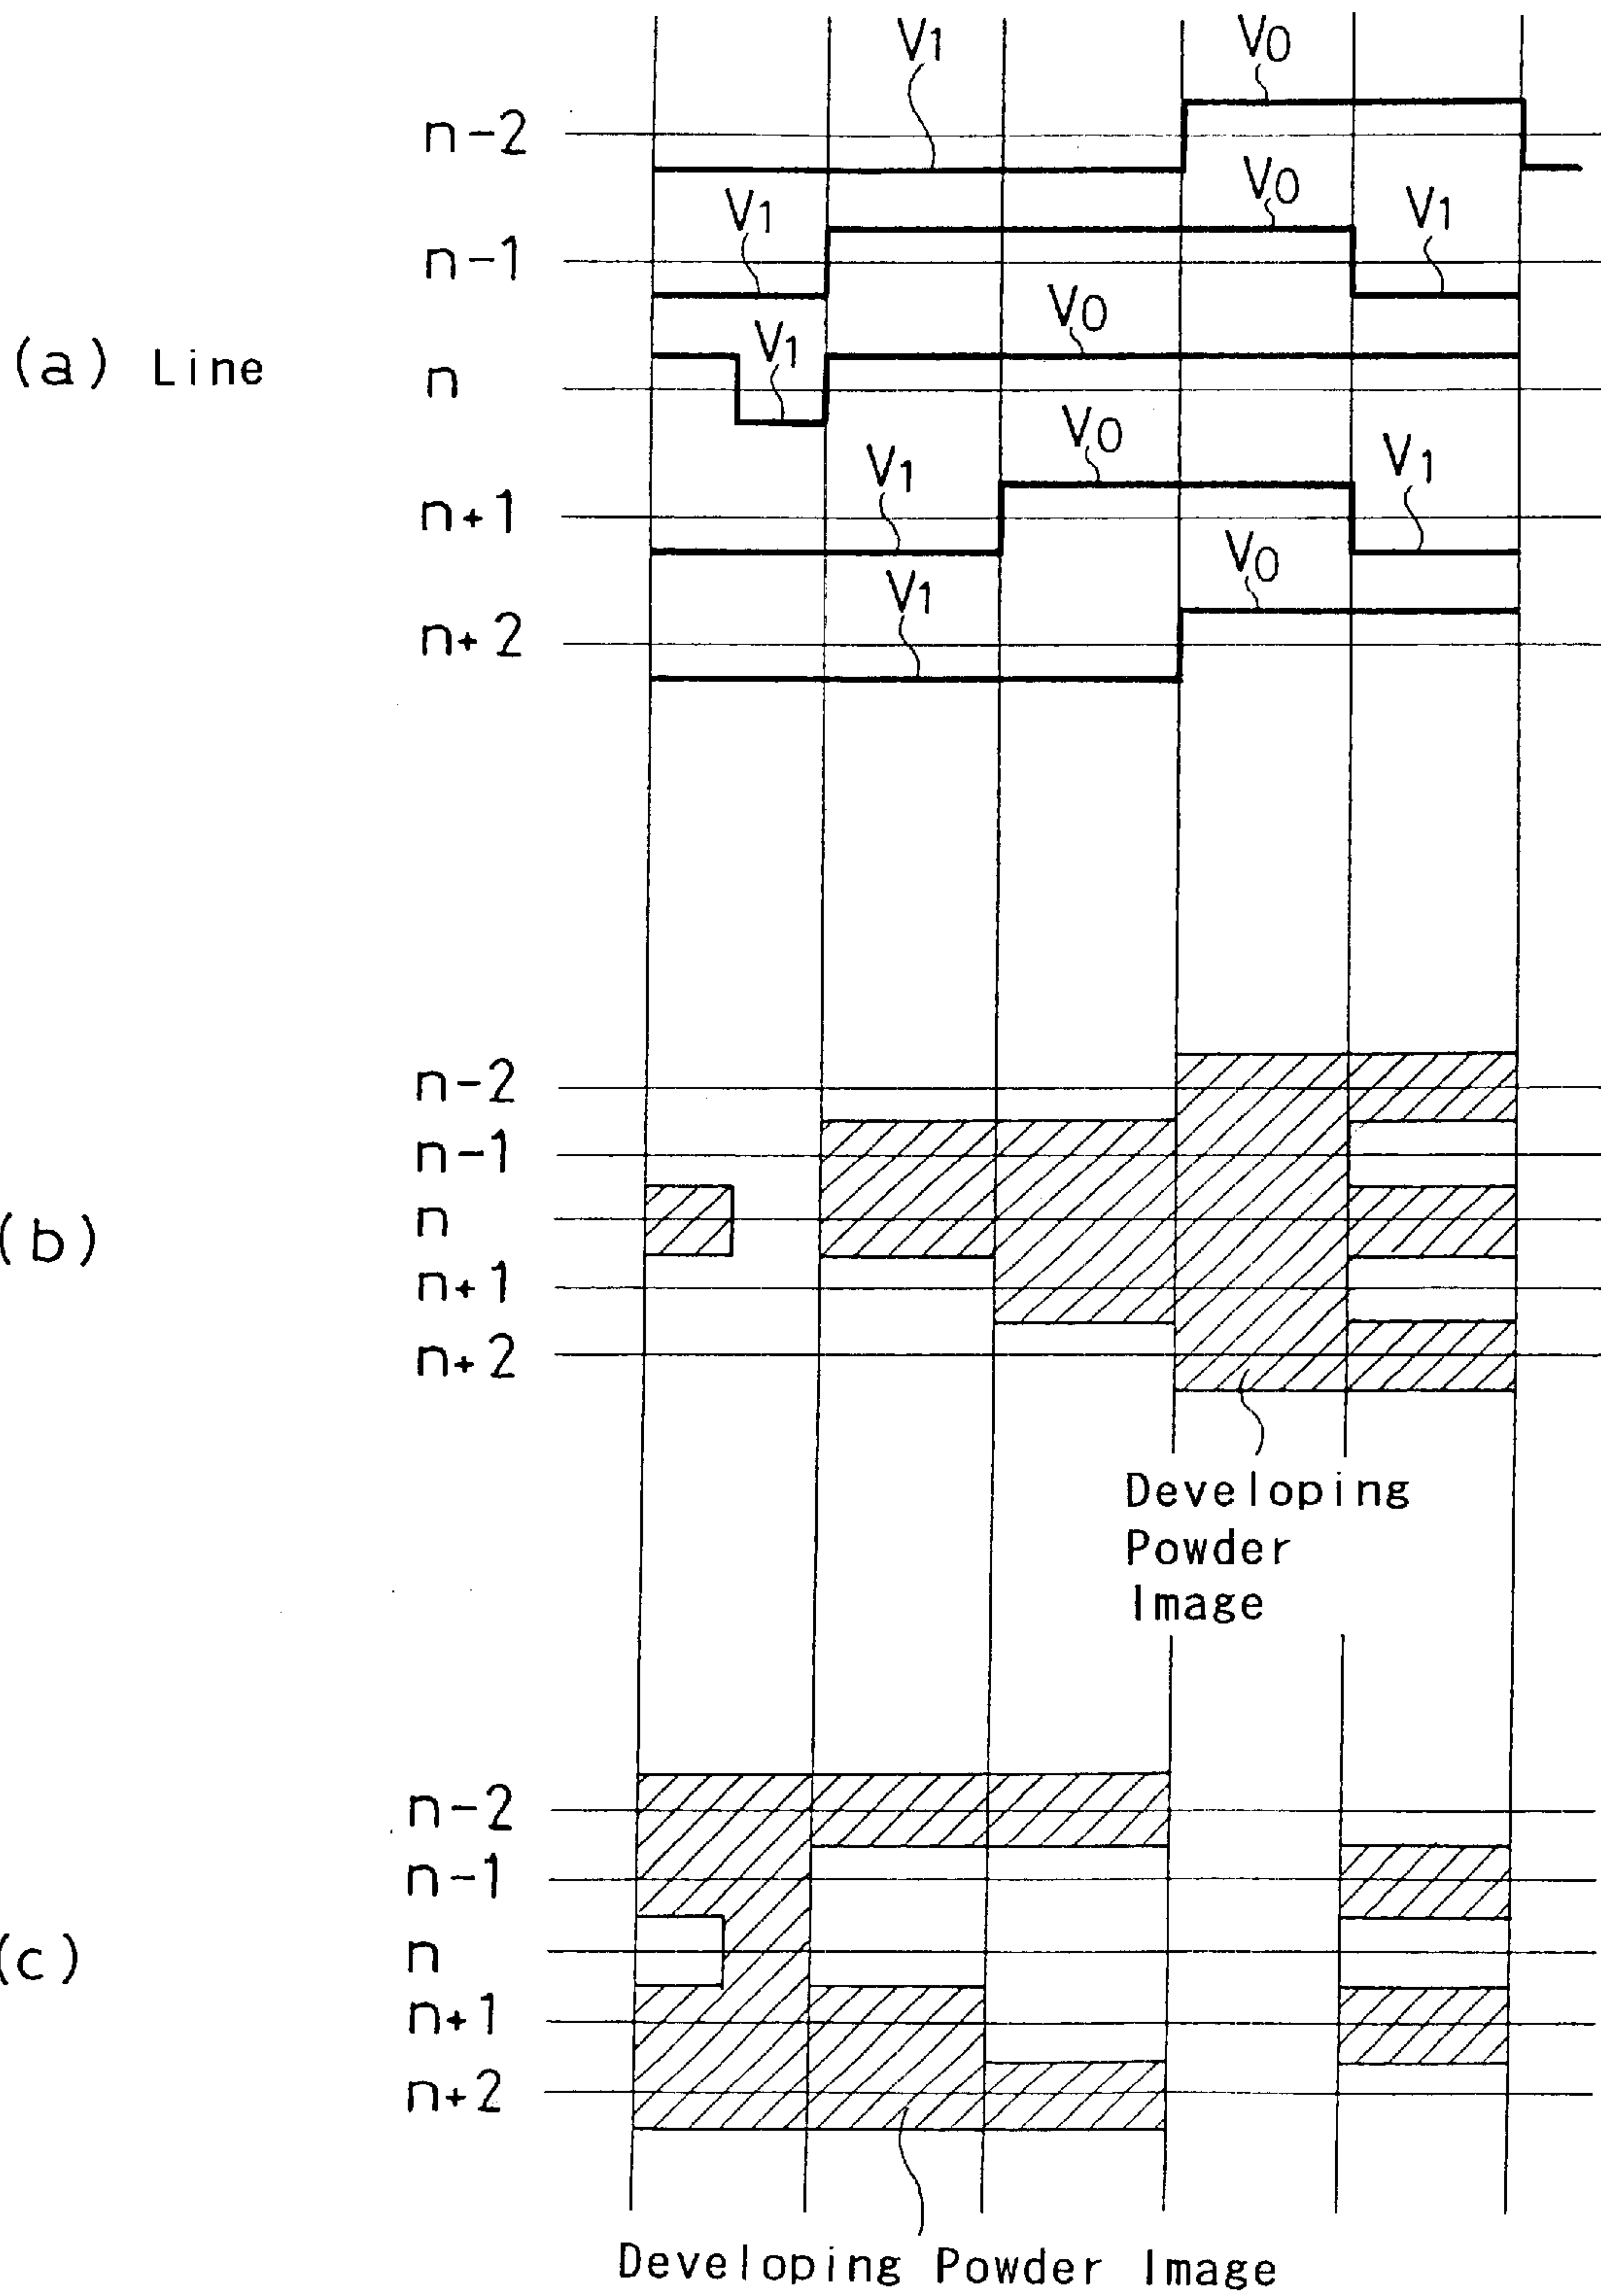 V1 V0
n-2
V0
V1 V1
n-1
V0
V1
(a) Line n
V0
V1 V1
n+1
V0
V1
n+2
n-2
n-1
(b) n
n+1
n+2
Developing
Powder
Image
n-2
n-1
(c) n
n+1
n+2
Developing Powder Image